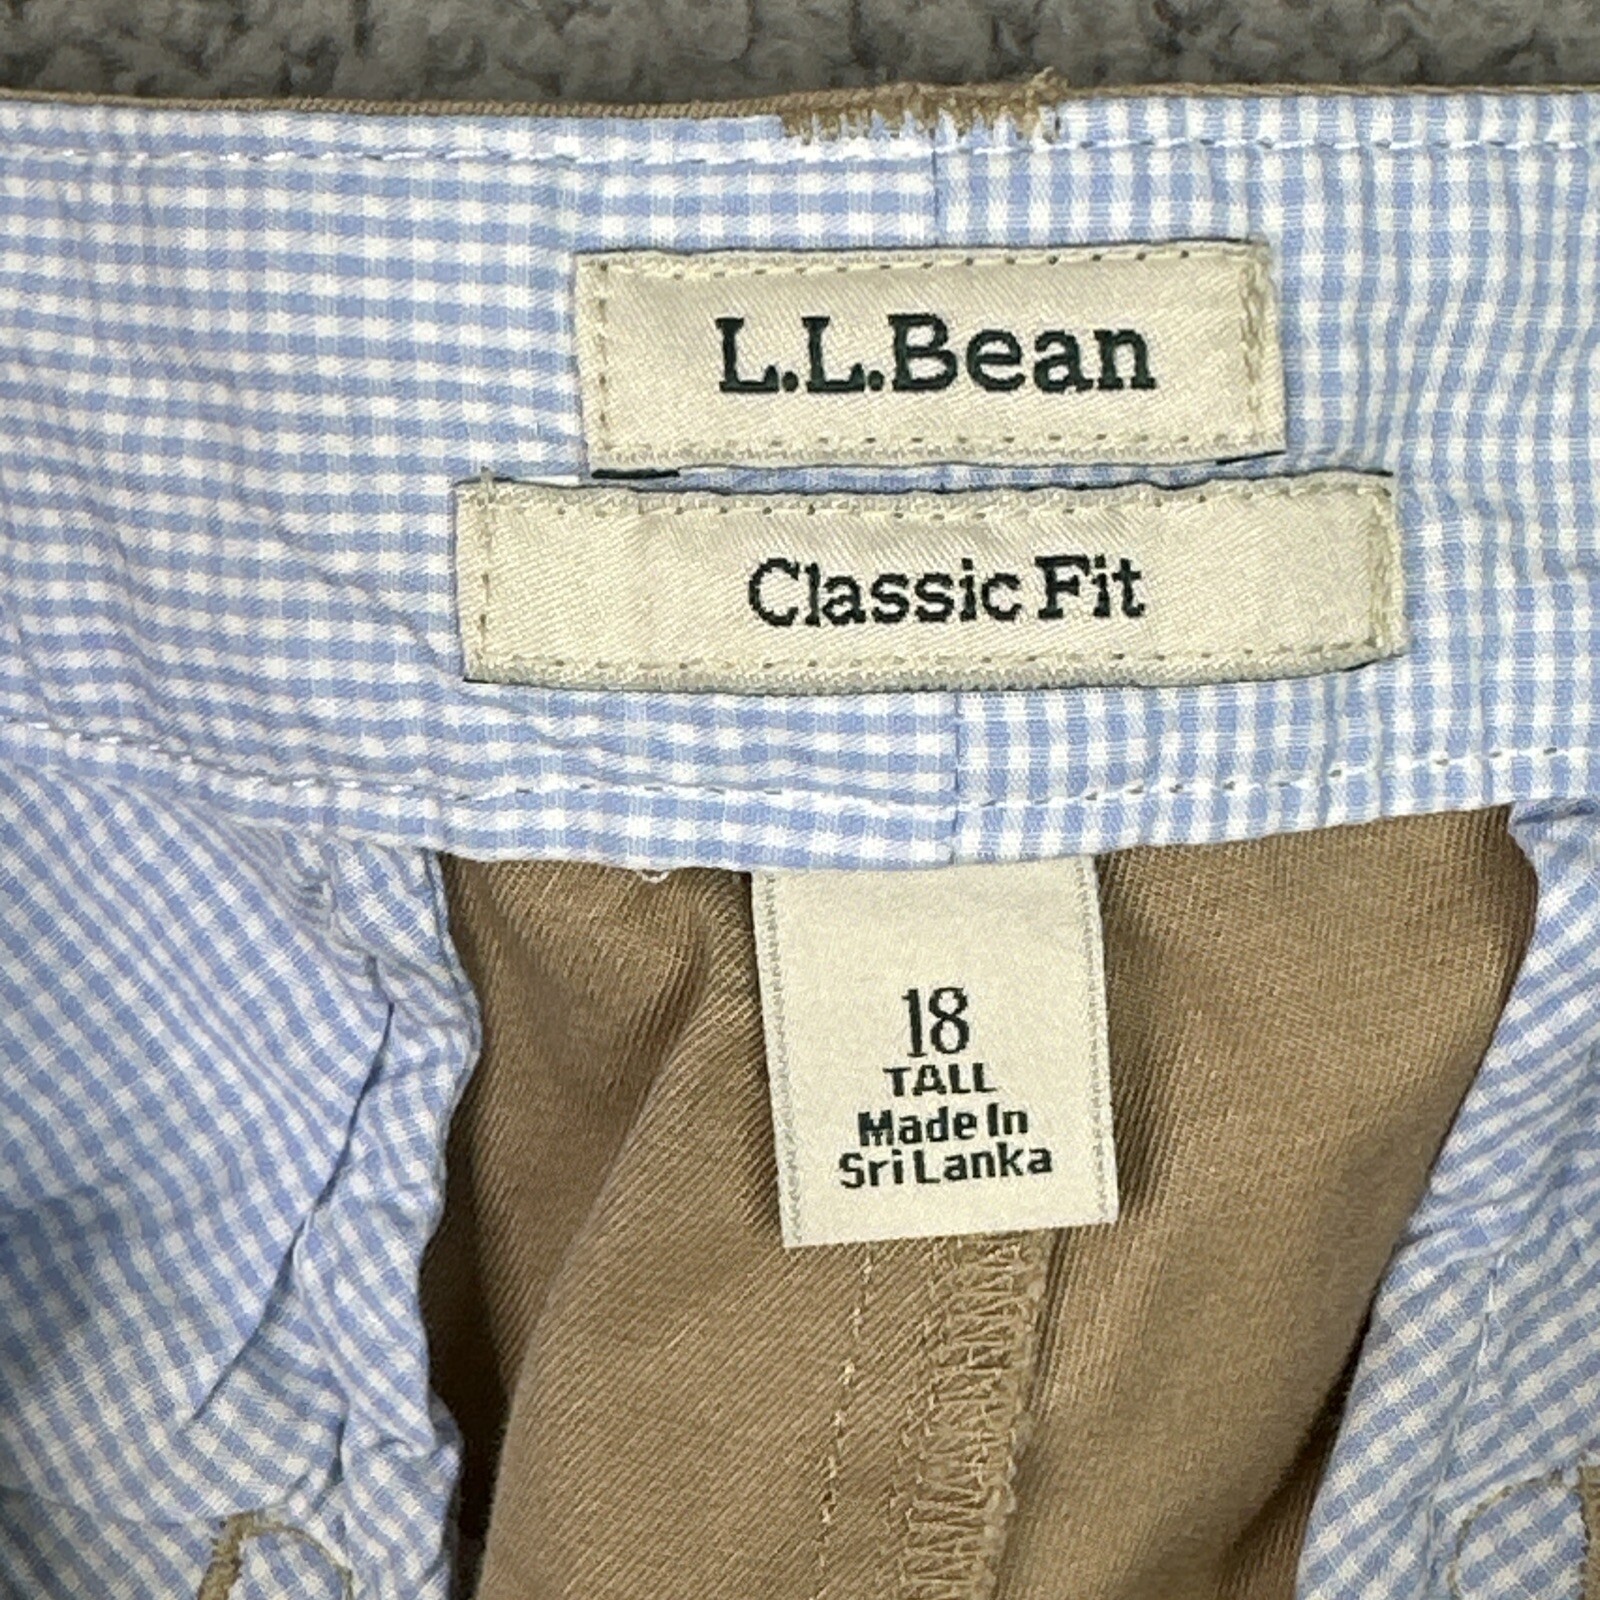 L.L.Bean
Classic Fit
18
TALL
Made In
Sri Lanka